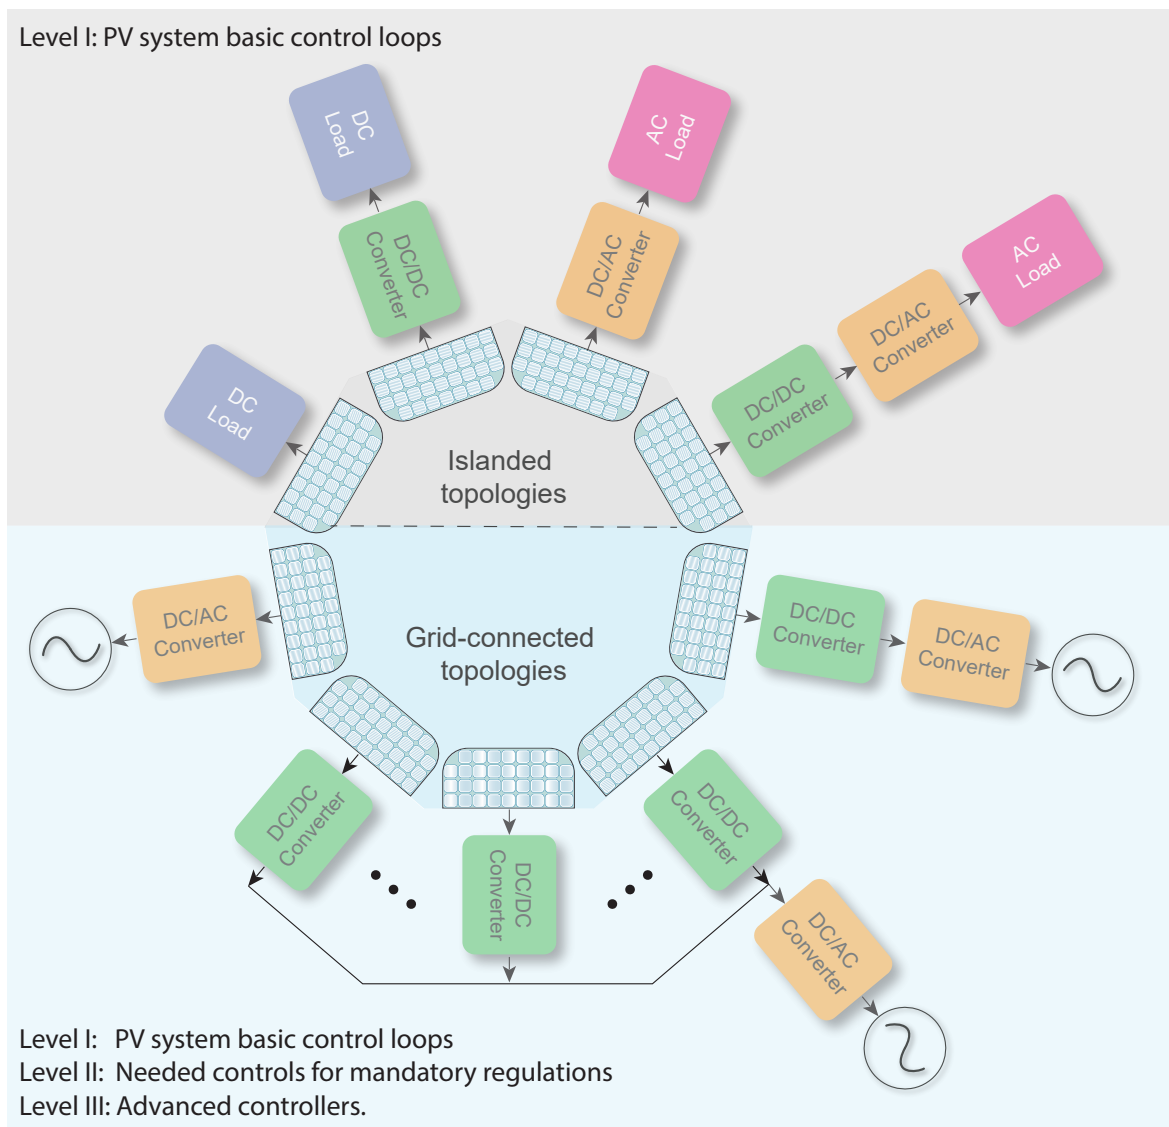 Level I: PV system basic control loops
DC
Load
AC
Load
DC/DC
Converter
DC/AC
Converter
AC
Load
DC/AC
Converter
DC/DC
Converter
DC
Load
Islanded
topologies
Grid-connected
topologies
DC/AC
Converter
DC/DC
Converter
DC/AC
Converter
DC/DC
Converter
DC/DC
Converter
DC/DC
Converter
DC/AC
Converter
Level I: PV system basic control loops
Level II: Needed controls for mandatory regulations
Level III: Advanced controllers.